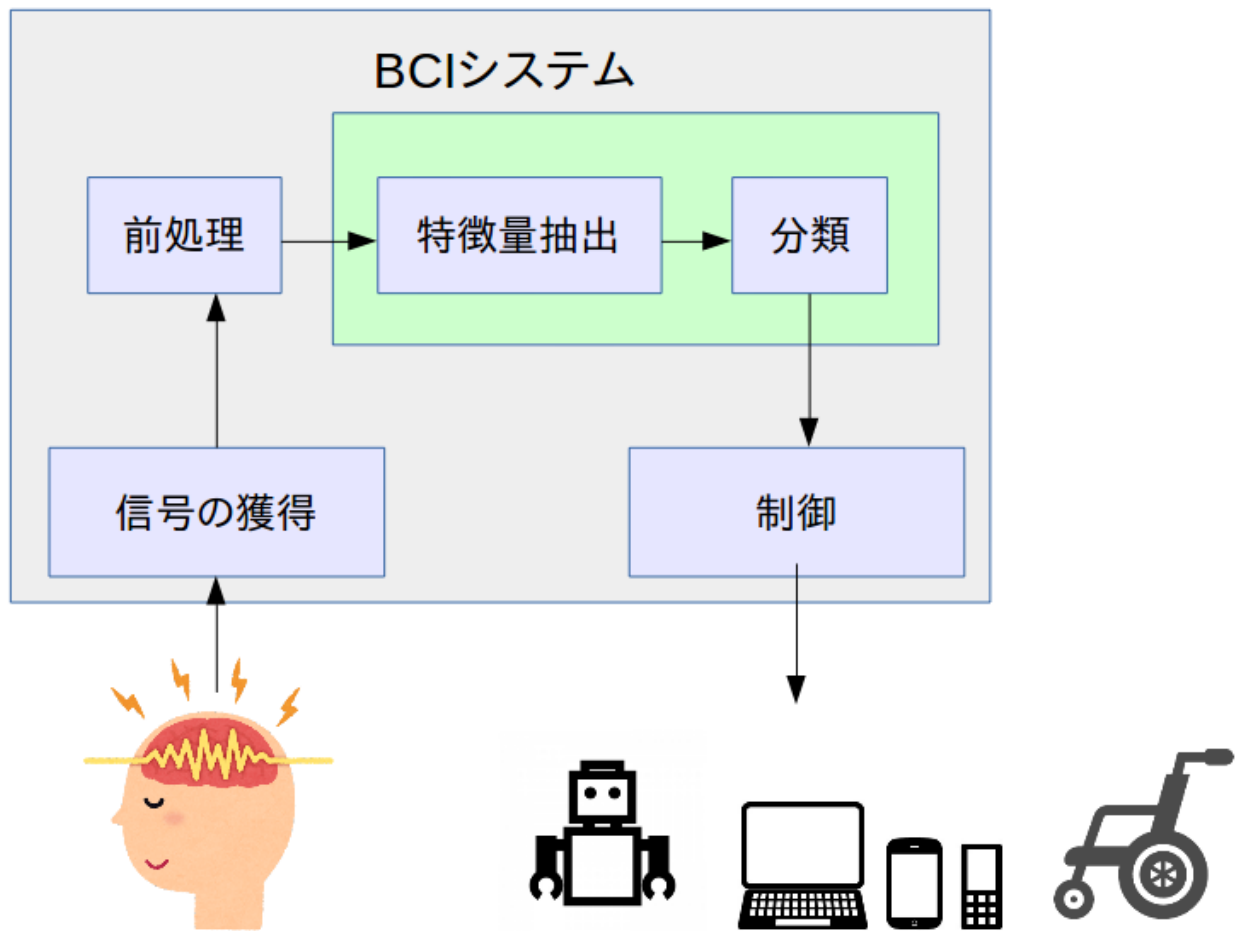 BCIシステム
前処理
特徴量抽出
分類
信号の獲得
制御